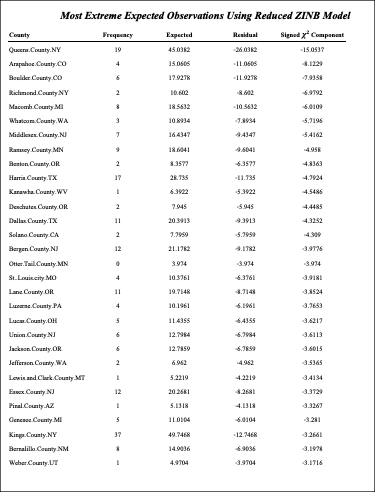 Most Extreme Expected Observations Using Reduced ZINB Model
County Frequency Expected Residual Signed χ² Component
Queens.County.NY 19 45.0382 -26.0382 -15.0537
Arapahoe.County.CO 4 15.0605 -11.0605 -8.1229
Boulder.County.CO 6 17.9278 -11.9278 -7.9358
Richmond.County.NY 2 10.602 -8.602 -6.9792
Macomb.County.MI 8 18.5632 -10.5632 -6.0109
Whatcom.County.WA 3 10.8934 -7.8934 -5.7196
Middlesex.County.NJ 7 16.4347 -9.4347 -5.4162
Ramsey.County.MN 9 18.6041 -9.6041 -4.958
Benton.County.OR 2 8.3577 -6.3577 -4.8363
Harris.County.TX 17 28.735 -11.735 -4.7924
Kanawha.County.WV 1 6.3922 -5.3922 -4.5486
Deschutes.County.OR 2 7.945 -5.945 -4.4485
Dallas.County.TX 11 20.3913 -9.3913 -4.3252
Solano.County.CA 2 7.7959 -5.7959 -4.309
Bergen.County.NJ 12 21.1782 -9.1782 -3.9776
Otter.Tail.County.MN 0 3.974 -3.974 -3.974
St..Louis.city.MO 4 10.3761 -6.3761 -3.9181
Lane.County.OR 11 19.7148 -8.7148 -3.8524
Luzerne.County.PA 4 10.1961 -6.1961 -3.7653
Lucas.County.OH 5 11.4355 -6.4355 -3.6217
Union.County.NJ 6 12.7984 -6.7984 -3.6113
Jackson.County.OR 6 12.7859 -6.7859 -3.6015
Jefferson.County.WA 2 6.962 -4.962 -3.5365
Lewis.and.Clark.County.MT 1 5.2219 -4.2219 -3.4134
Essex.County.NJ 12 20.2681 -8.2681 -3.3729
Pinal.County.AZ 1 5.1318 -4.1318 -3.3267
Genesee.County.MI 5 11.0104 -6.0104 -3.281
Kings.County.NY 37 49.7468 -12.7468 -3.2661
Bernalillo.County.NM 8 14.9036 -6.9036 -3.1978
Weber.County.UT 1 4.9704 -3.9704 -3.1716